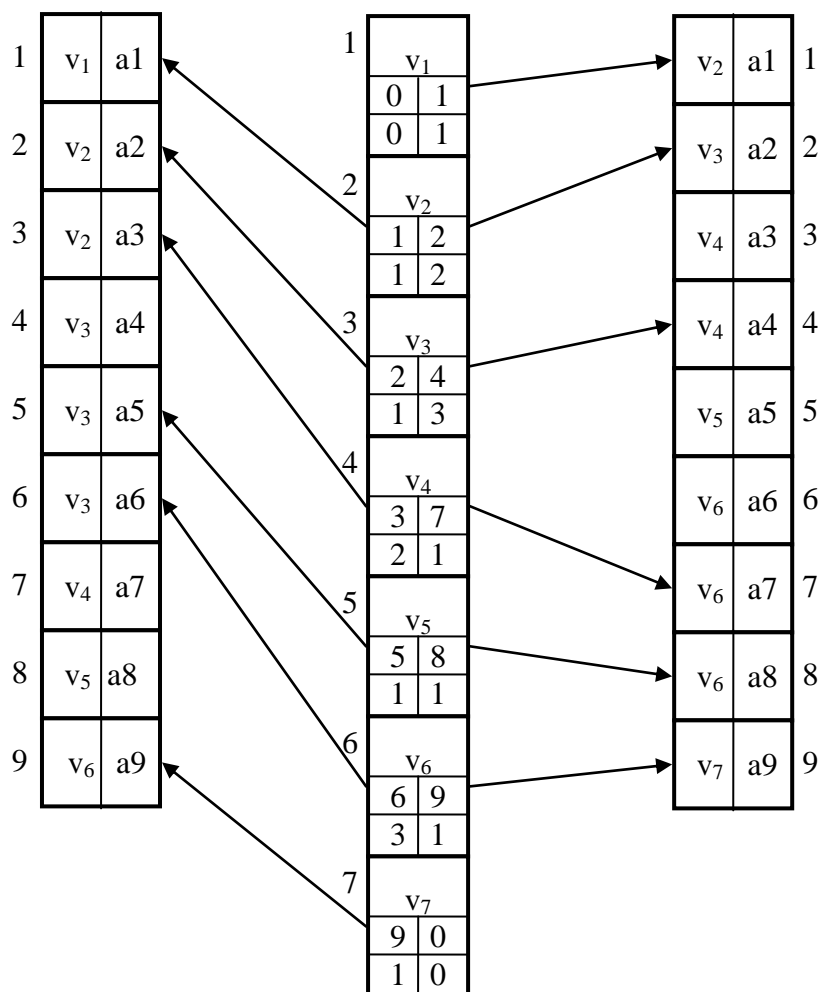 1 v₁ a1
2 v₂ a2
3 v₂ a3
4 v₃ a4
5 v₃ a5
6 v₃ a6
7 v₄ a7
8 v₅ a8
9 v₆ a9
1
v₁
0 1
0 1
2
v₂
1 2
1 2
3
v₃
2 4
1 3
4
v₄
3 7
2 1
5
v₅
5 8
1 1
6
v₆
6 9
3 1
7
v₇
9 0
1 0
v₂ a1 1
v₃ a2 2
v₄ a3 3
v₄ a4 4
v₅ a5 5
v₆ a6 6
v₆ a7 7
v₆ a8 8
v₇ a9 9